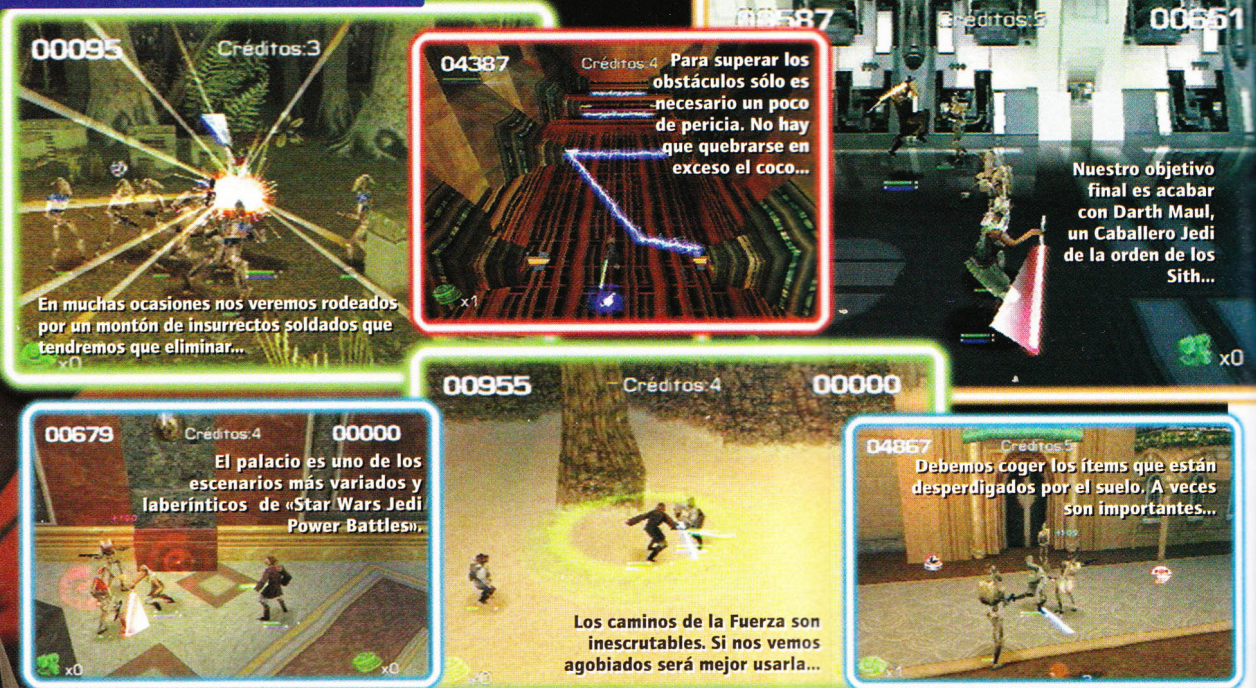 00095 Créditos:3
En muchas ocasiones nos veremos rodeados
por un montón de insurrectos soldados que
tendremos que eliminar...
x0
04387 Créditos:4
Para superar los
obstáculos sólo es
necesario un poco
de pericia. No hay
que quebrarse en
exceso el coco...
x1
Créditos:5 00651
Nuestro objetivo
final es acabar
con Darth Maul,
un Caballero Jedi
de la orden de los
Sith...
x0
00679 Créditos:4 00000
El palacio es uno de los
escenarios más variados y
laberínticos de «Star Wars Jedi
Power Battles».
x0 x0
00955 Créditos:4 00000
Los caminos de la Fuerza son
inescrutables. Si nos vemos
agobiados será mejor usarla...
x0
04867 Créditos:5
Debemos coger los ítems que están
desperdigados por el suelo. A veces
son importantes...
x1